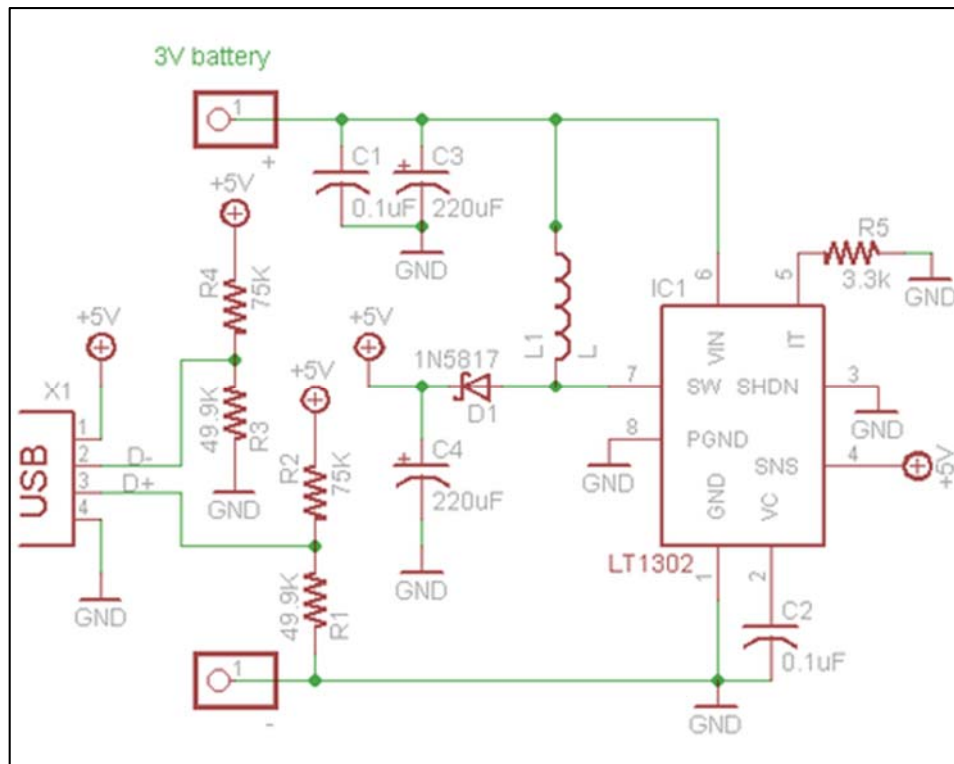 3V battery
1
+
C1
0.1uF
C3
220uF
GND
+5V
R4
75K
49.9K
R3
GND
+5V
X1
USB
1
2
3
4
D-
D+
GND
+5V
R2
75K
49.9K
R1
+5V
1N5817
D1
C4
220uF
GND
L1
L
R5
3.3k
GND
IC1
6
5
VIN
IT
7
SW
SHDN
3
GND
8
PGND
GND
SNS
4
+5V
GND
VC
LT1302
1
2
C2
0.1uF
GND
1
-